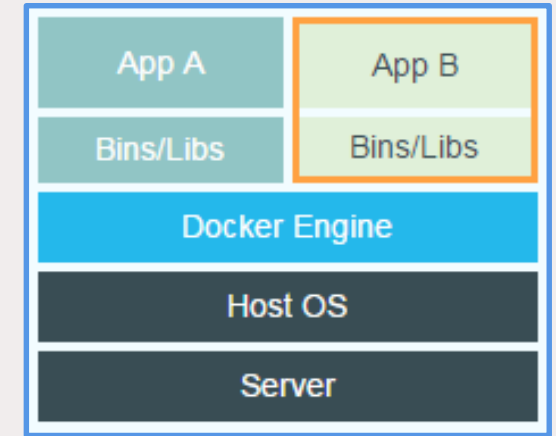 App A
App B
Bins/Libs
Bins/Libs
Docker Engine
Host OS
Server